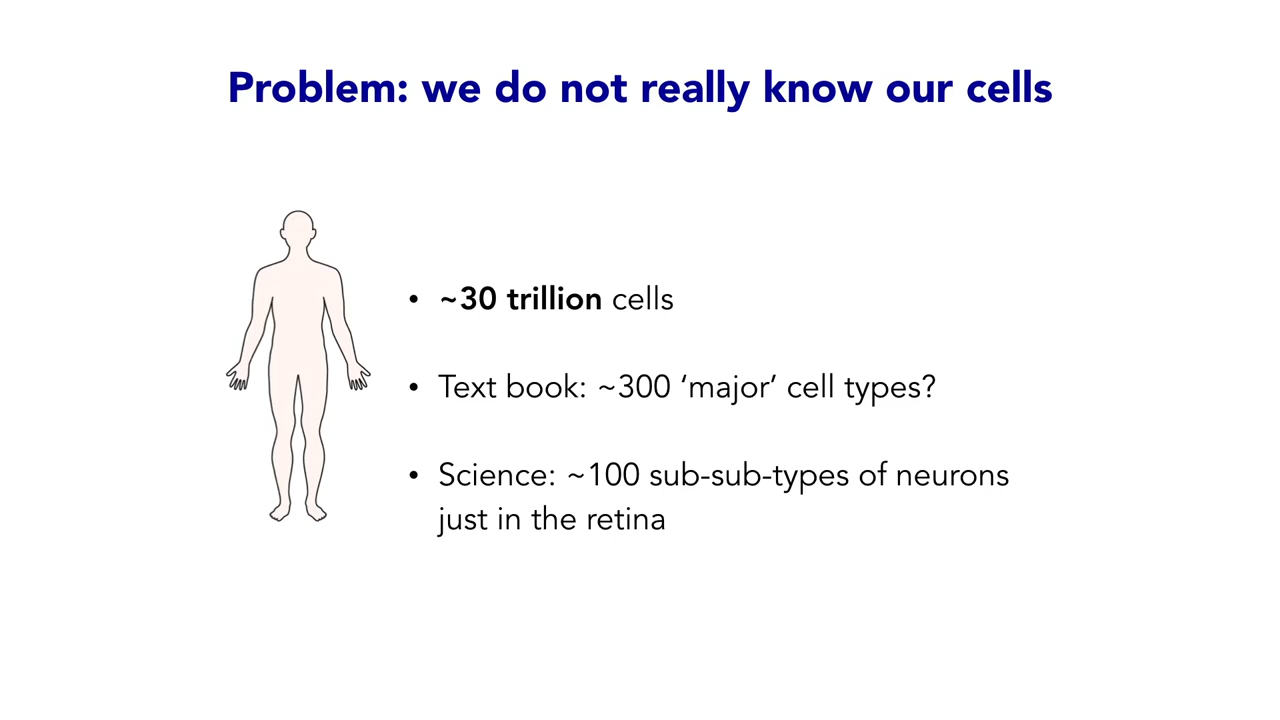 Problem: we do not really know our cells
• ~30 trillion cells
• Text book: ~300 ‘major’ cell types?
• Science: ~100 sub-sub-types of neurons
just in the retina